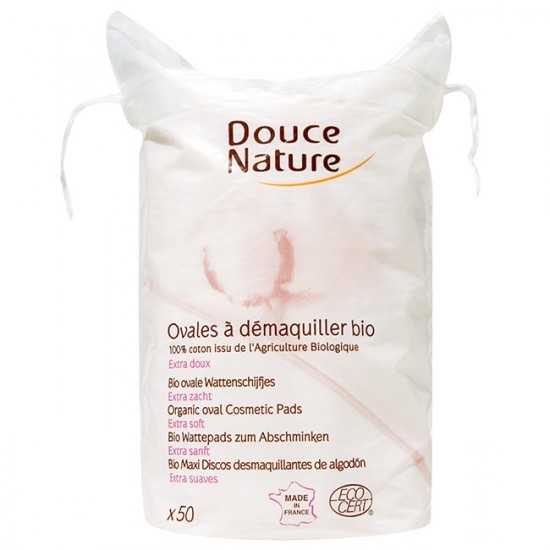 Douce
Nature
Ovales à démaquiller bio
100% coton issu de l'Agriculture Biologique
Extra doux
Bio ovale Wattenschijfjes
Extra zacht
Organic oval Cosmetic Pads
Extra soft
Bio Wattepads zum Abschminken
Extra sanft
Bio Maxi Discos desmaquillantes de algodón
Extra suaves
x50
MADE
IN
FRANCE
ECO
CERT